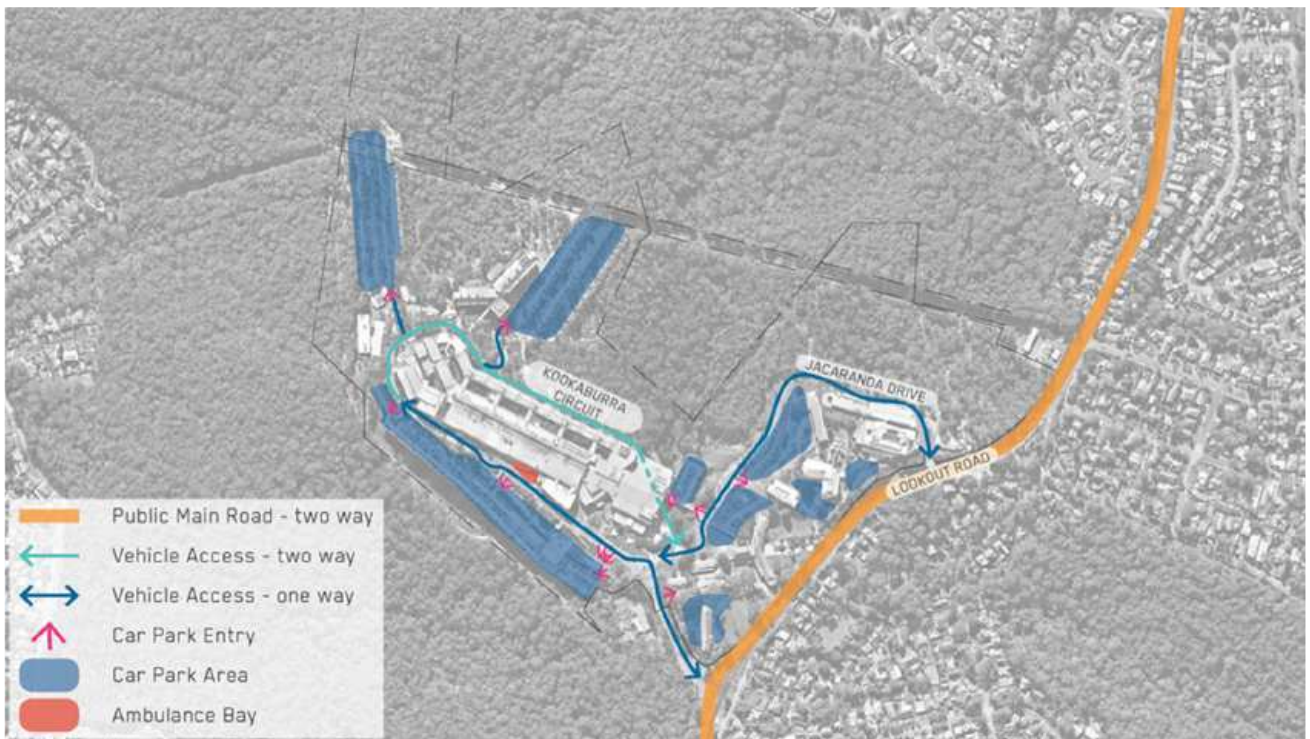 JACARANDA DRIVE
KOOKABURRA
CIRCUIT
LOOKOUT ROAD
Public Main Road - two way
Vehicle Access - two way
Vehicle Access - one way
Car Park Entry
Car Park Area
Ambulance Bay